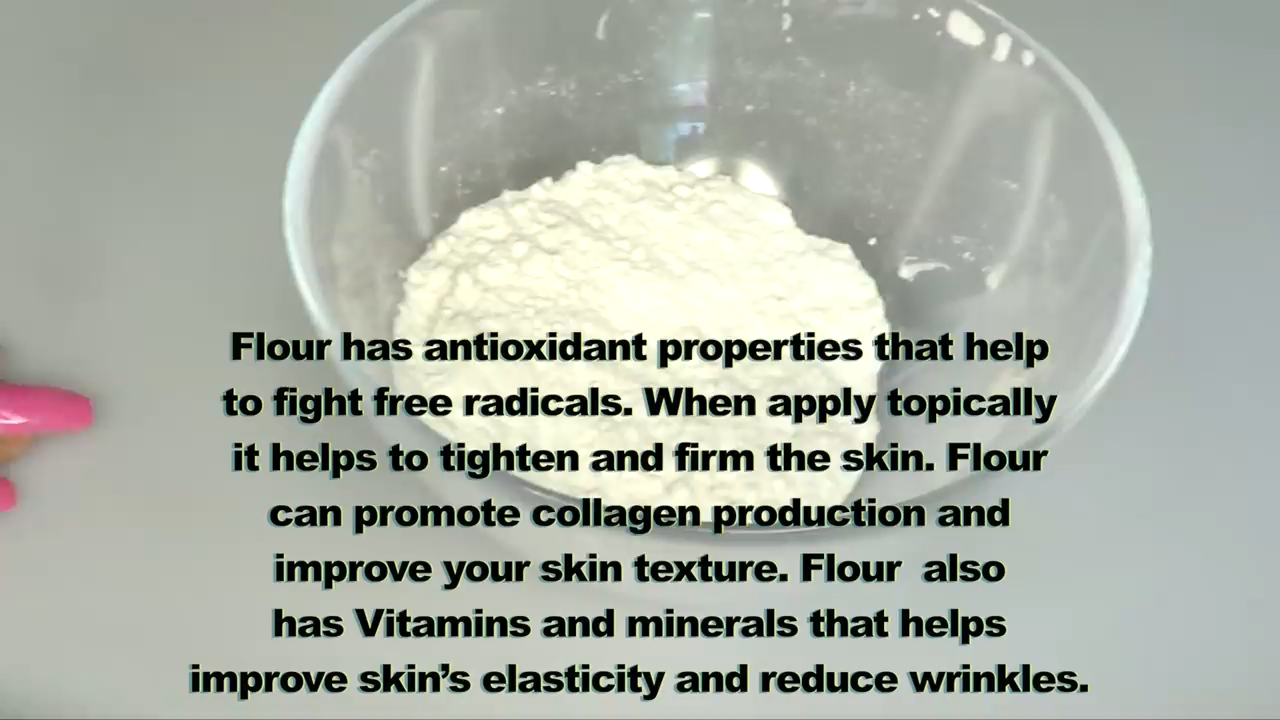 Flour has antioxidant properties that help
to fight free radicals. When apply topically
it helps to tighten and firm the skin. Flour
can promote collagen production and
improve your skin texture. Flour  also
has Vitamins and minerals that helps
improve skin’s elasticity and reduce wrinkles.